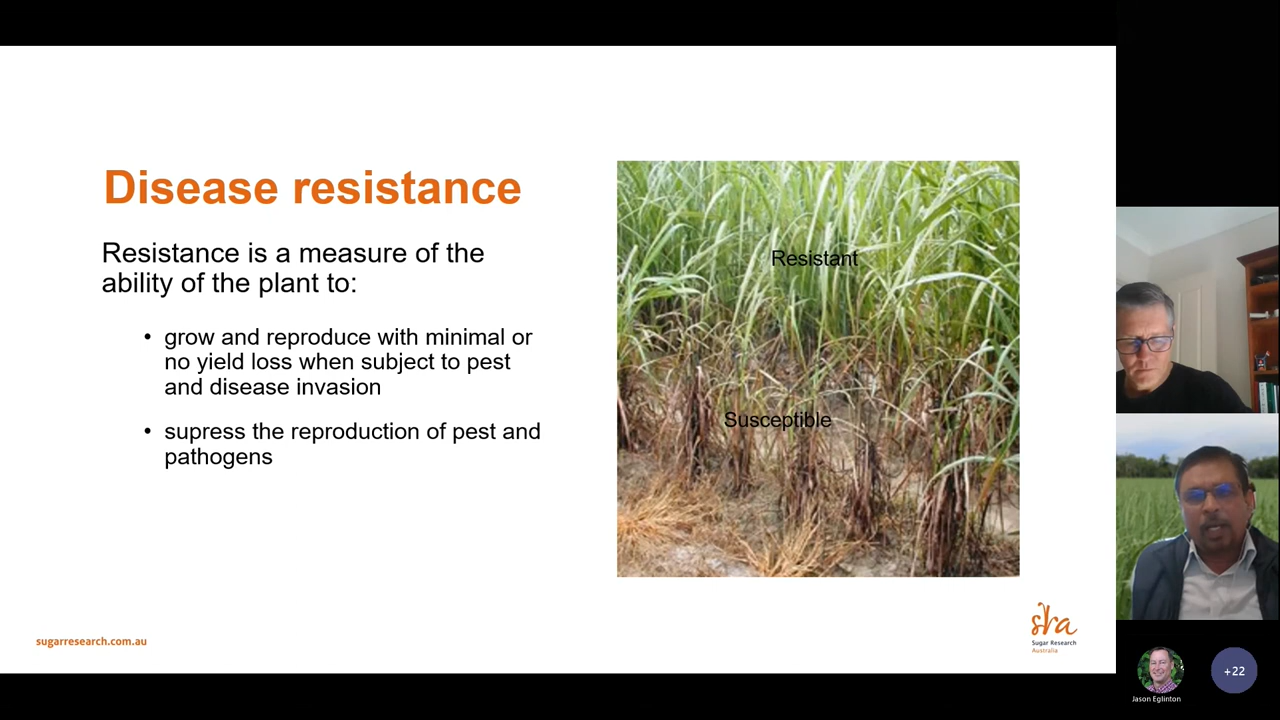 Disease resistance
Resistance is a measure of the
ability of the plant to:
• grow and reproduce with minimal or
no yield loss when subject to pest
and disease invasion
• supress the reproduction of pest and
pathogens
Resistant
Susceptible
sugarresearch.com.au
sra
Sugar Research
Australia
Jason Eglinton
+22